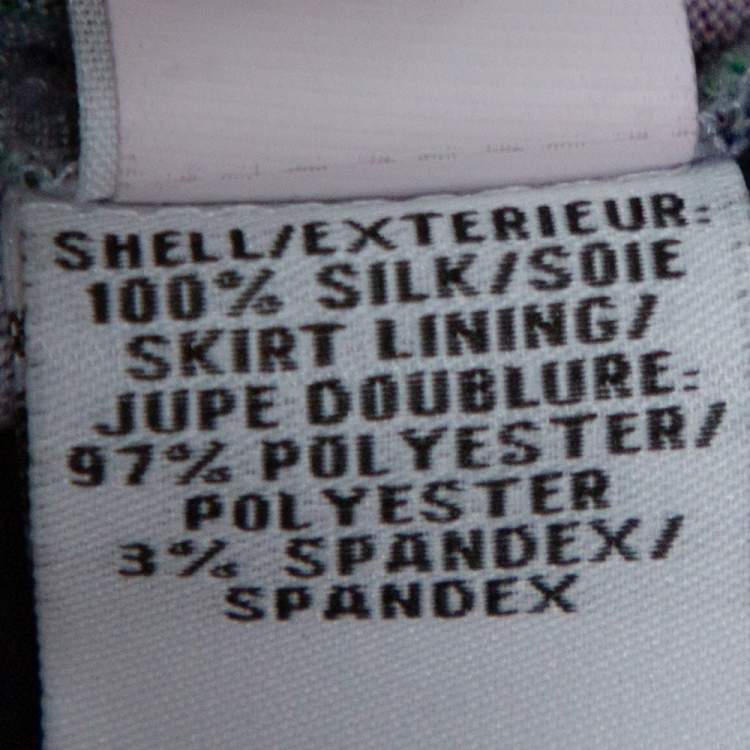 SHELL/EXTERIEUR:
100% SILK/SOIE
SKIRT LINING/
JUPE DOUBLURE:
97% POLYESTER/
POLYESTER
3% SPANDEX/
SPANDEX